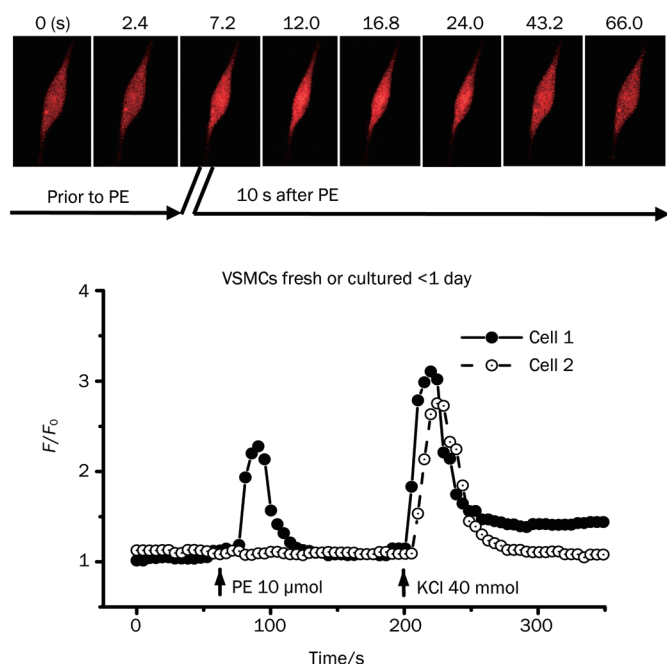 0 (s) 2.4 7.2 12.0 16.8 24.0 43.2 66.0
Prior to PE
10 s after PE
VSMCs fresh or cultured <1 day
4
3
2
1
F/F0
Cell 1
Cell 2
PE 10 μmol
KCl 40 mmol
0 100 200 300
Time/s